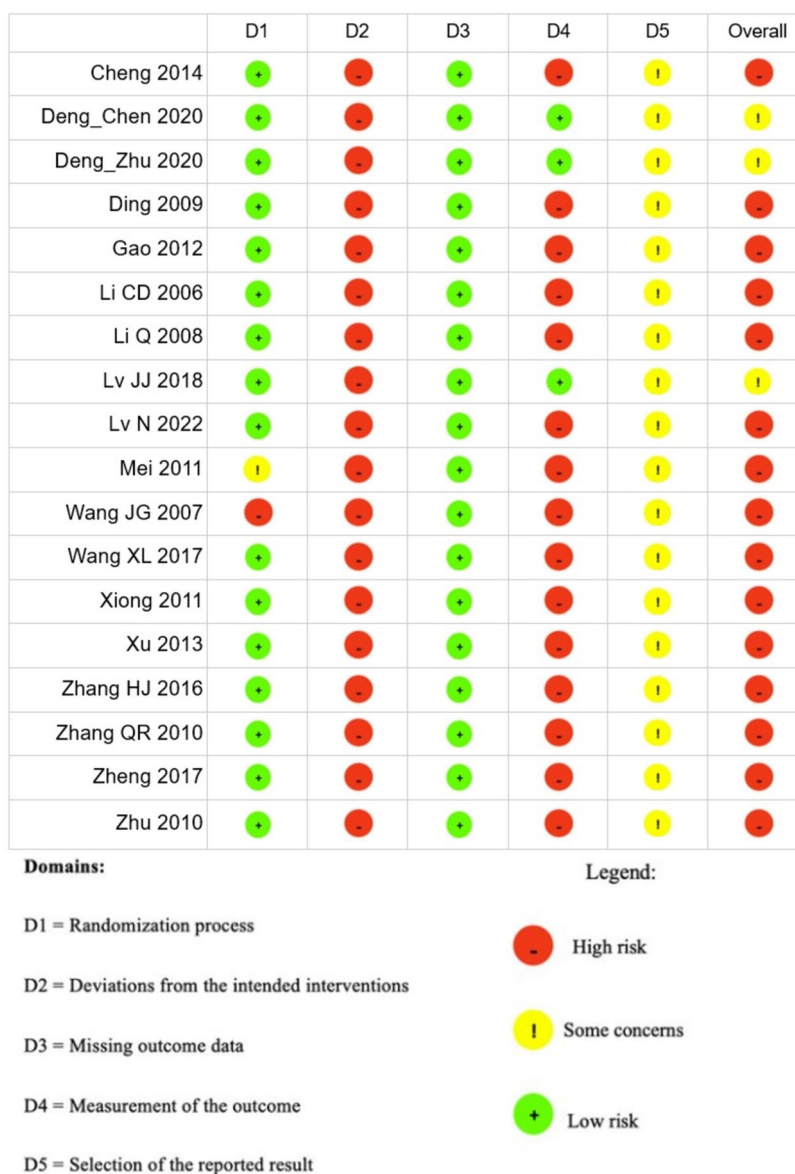 D1 D2 D3 D4 D5 Overall
Cheng 2014 + - + - ! -
Deng_Chen 2020 + - + + ! !
Deng_Zhu 2020 + - + + ! !
Ding 2009 + - + - ! -
Gao 2012 + - + - ! -
Li CD 2006 + - + - ! -
Li Q 2008 + - + - ! -
Lv JJ 2018 + - + + ! !
Lv N 2022 + - + - ! -
Mei 2011 ! - + - ! -
Wang JG 2007 - - + - ! -
Wang XL 2017 + - + - ! -
Xiong 2011 + - + - ! -
Xu 2013 + - + - ! -
Zhang HJ 2016 + - + - ! -
Zhang QR 2010 + - + - ! -
Zheng 2017 + - + - ! -
Zhu 2010 + - + - ! -
Domains:
D1 = Randomization process
D2 = Deviations from the intended interventions
D3 = Missing outcome data
D4 = Measurement of the outcome
D5 = Selection of the reported result
Legend:
- High risk
! Some concerns
+ Low risk